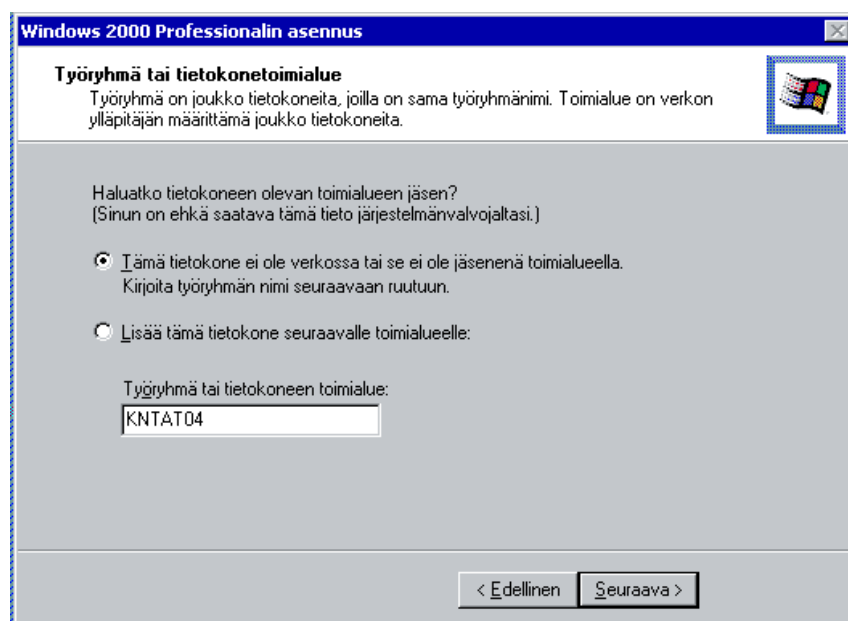 Windows 2000 Professionalin asennus
Työryhmä tai tietokonetoimialue
Työryhmä on joukko tietokoneita, joilla on sama työryhmänimi. Toimialue on verkon
ylläpitäjän määrittämä joukko tietokoneita.
Haluatko tietokoneen olevan toimialueen jäsen?
(Sinun on ehkä saatava tämä tieto järjestelmänvalvojaltasi.)
Tämä tietokone ei ole verkossa tai se ei ole jäsenenä toimialueella.
Kirjoita työryhmän nimi seuraavaan ruutuun.
Lisää tämä tietokone seuraavalle toimialueelle:
Työryhmä tai tietokoneen toimialue:
KNTAT04
< Edellinen
Seuraava >